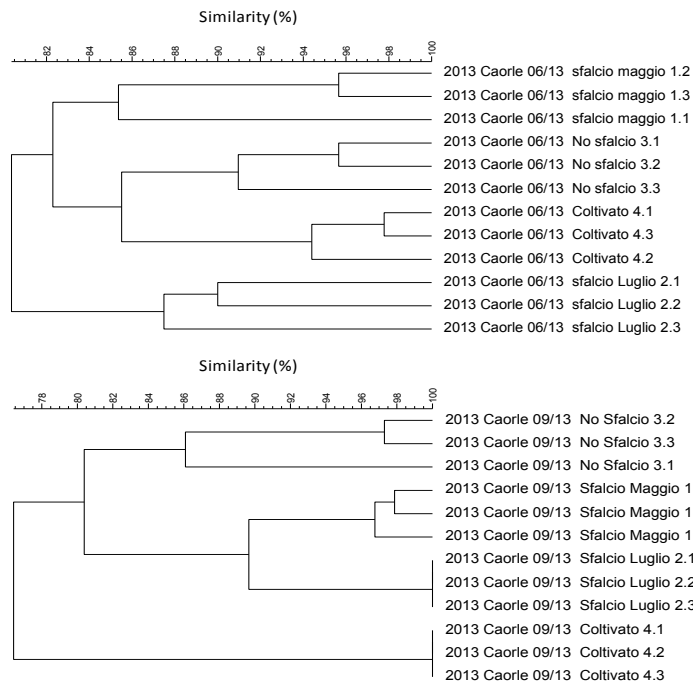 Similarity (%)
82 84 86 88 90 92 94 96 98 100
2013 Caorle 06/13 sfalcio maggio 1.2
2013 Caorle 06/13 sfalcio maggio 1.3
2013 Caorle 06/13 sfalcio maggio 1.1
2013 Caorle 06/13 No sfalcio 3.1
2013 Caorle 06/13 No sfalcio 3.2
2013 Caorle 06/13 No sfalcio 3.3
2013 Caorle 06/13 Coltivato 4.1
2013 Caorle 06/13 Coltivato 4.3
2013 Caorle 06/13 Coltivato 4.2
2013 Caorle 06/13 sfalcio Luglio 2.1
2013 Caorle 06/13 sfalcio Luglio 2.2
2013 Caorle 06/13 sfalcio Luglio 2.3
Similarity (%)
78 80 82 84 86 88 90 92 94 96 98 100
2013 Caorle 09/13 No Sfalcio 3.2
2013 Caorle 09/13 No Sfalcio 3.3
2013 Caorle 09/13 No Sfalcio 3.1
2013 Caorle 09/13 Sfalcio Maggio 1
2013 Caorle 09/13 Sfalcio Maggio 1
2013 Caorle 09/13 Sfalcio Maggio 1
2013 Caorle 09/13 Sfalcio Luglio 2.1
2013 Caorle 09/13 Sfalcio Luglio 2.2
2013 Caorle 09/13 Sfalcio Luglio 2.3
2013 Caorle 09/13 Coltivato 4.1
2013 Caorle 09/13 Coltivato 4.2
2013 Caorle 09/13 Coltivato 4.3